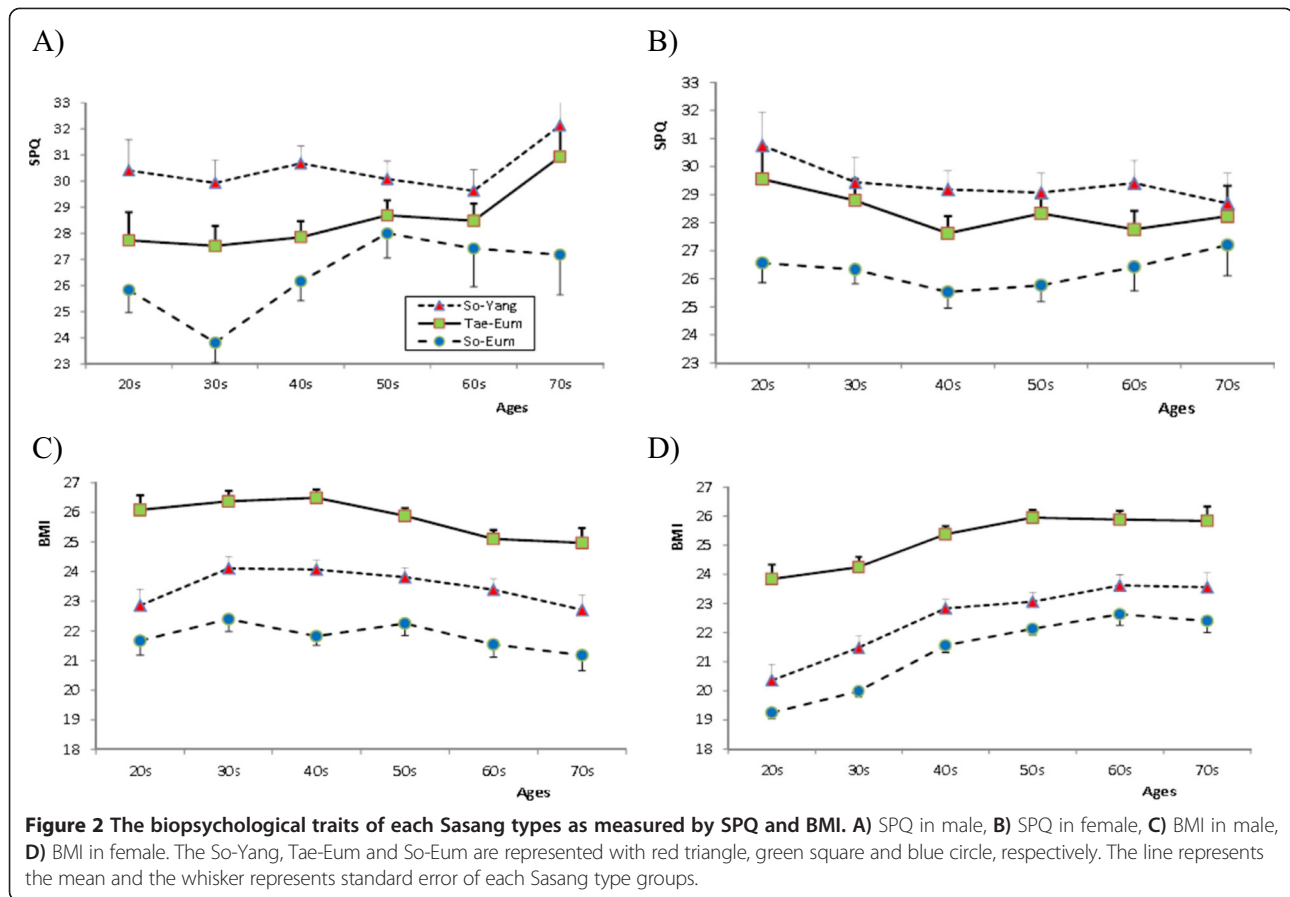 A)
SPQ
33
32
31
30
29
28
27
26
25
24
23
So-Yang
Tae-Eum
So-Eum
20s 30s 40s 50s 60s 70s
Ages
B)
SPQ
33
32
31
30
29
28
27
26
25
24
23
20s 30s 40s 50s 60s 70s
Ages
C)
BMI
27
26
25
24
23
22
21
20
19
18
20s 30s 40s 50s 60s 70s
Ages
D)
BMI
27
26
25
24
23
22
21
20
19
18
20s 30s 40s 50s 60s 70s
Ages
Figure 2 The biopsychological traits of each Sasang types as measured by SPQ and BMI. A) SPQ in male, B) SPQ in female, C) BMI in male,
D) BMI in female. The So-Yang, Tae-Eum and So-Eum are represented with red triangle, green square and blue circle, respectively. The line represents
the mean and the whisker represents standard error of each Sasang type groups.